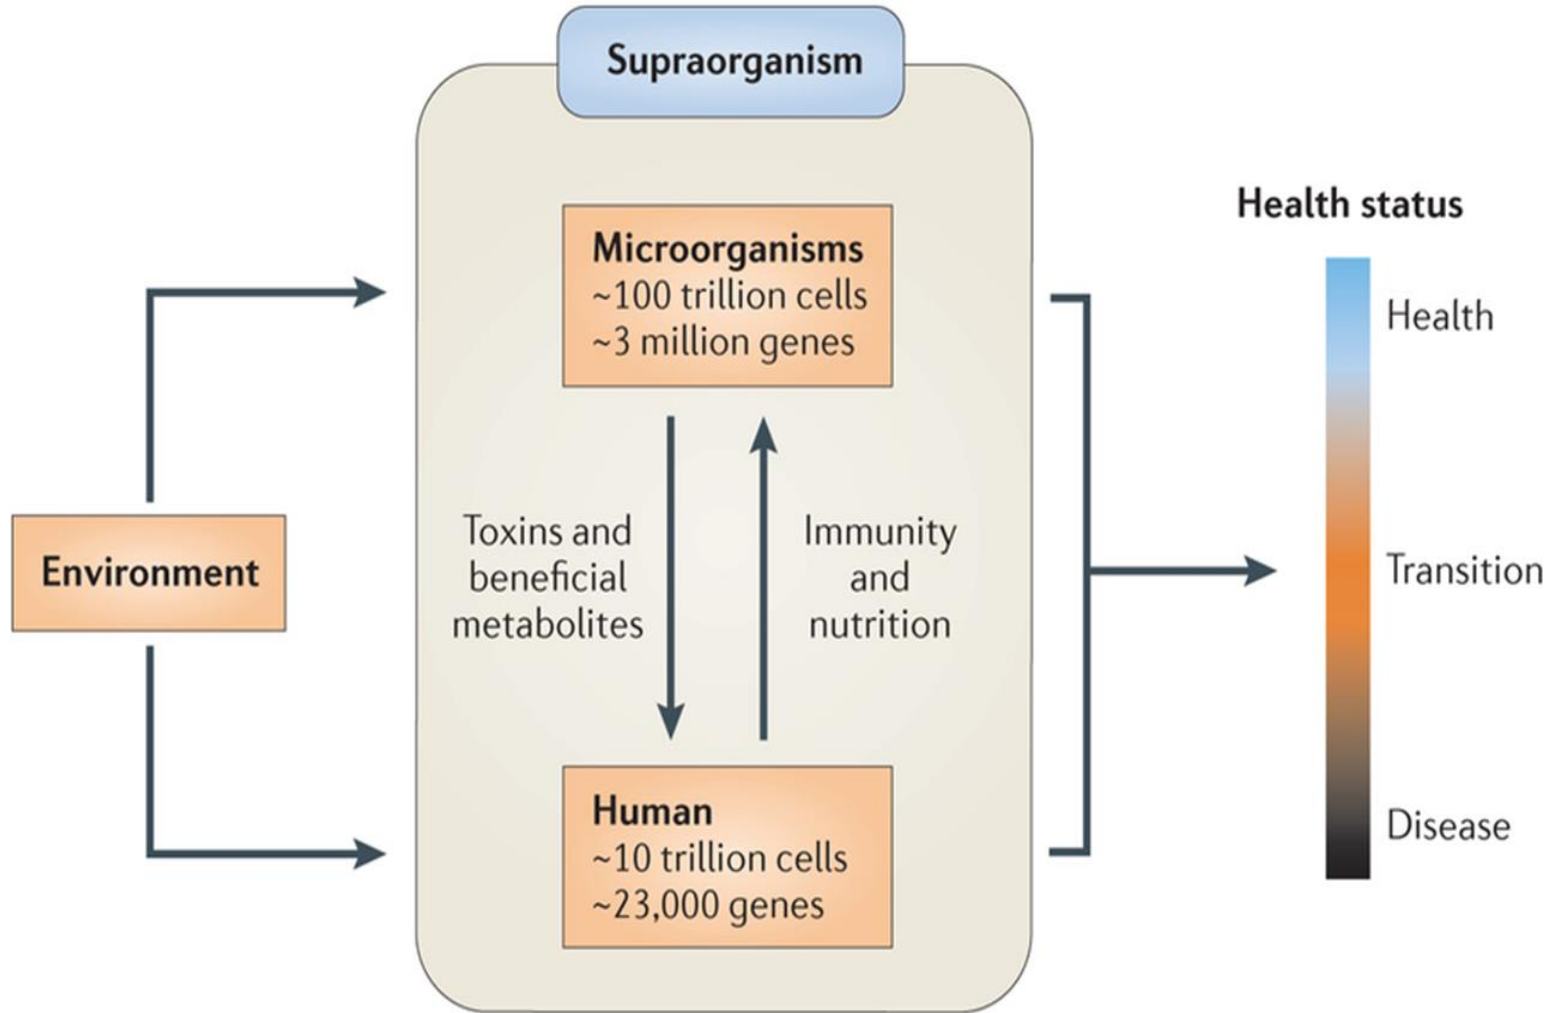 Supraorganism
Health status
Microorganisms
~100 trillion cells
~3 million genes
Health
Environment
Toxins and
beneficial
metabolites
Immunity
and
nutrition
Transition
Human
~10 trillion cells
~23,000 genes
Disease